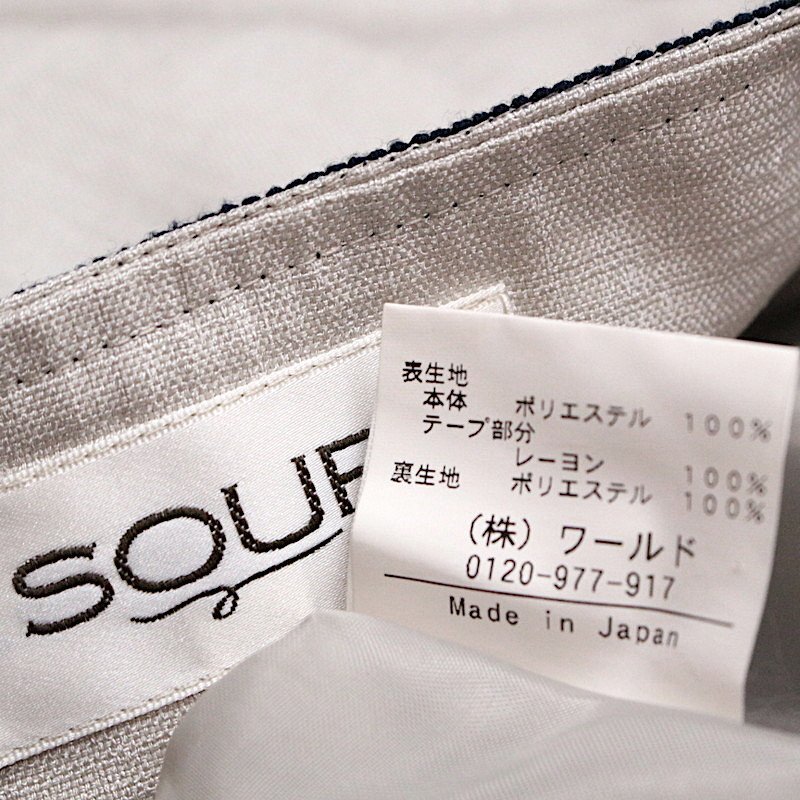 SOUP
表生地
本体 ポリエステル 100%
テープ部分
レーヨン 100%
裏生地 ポリエステル 100%
(株)ワールド
0120-977-917
Made in Japan